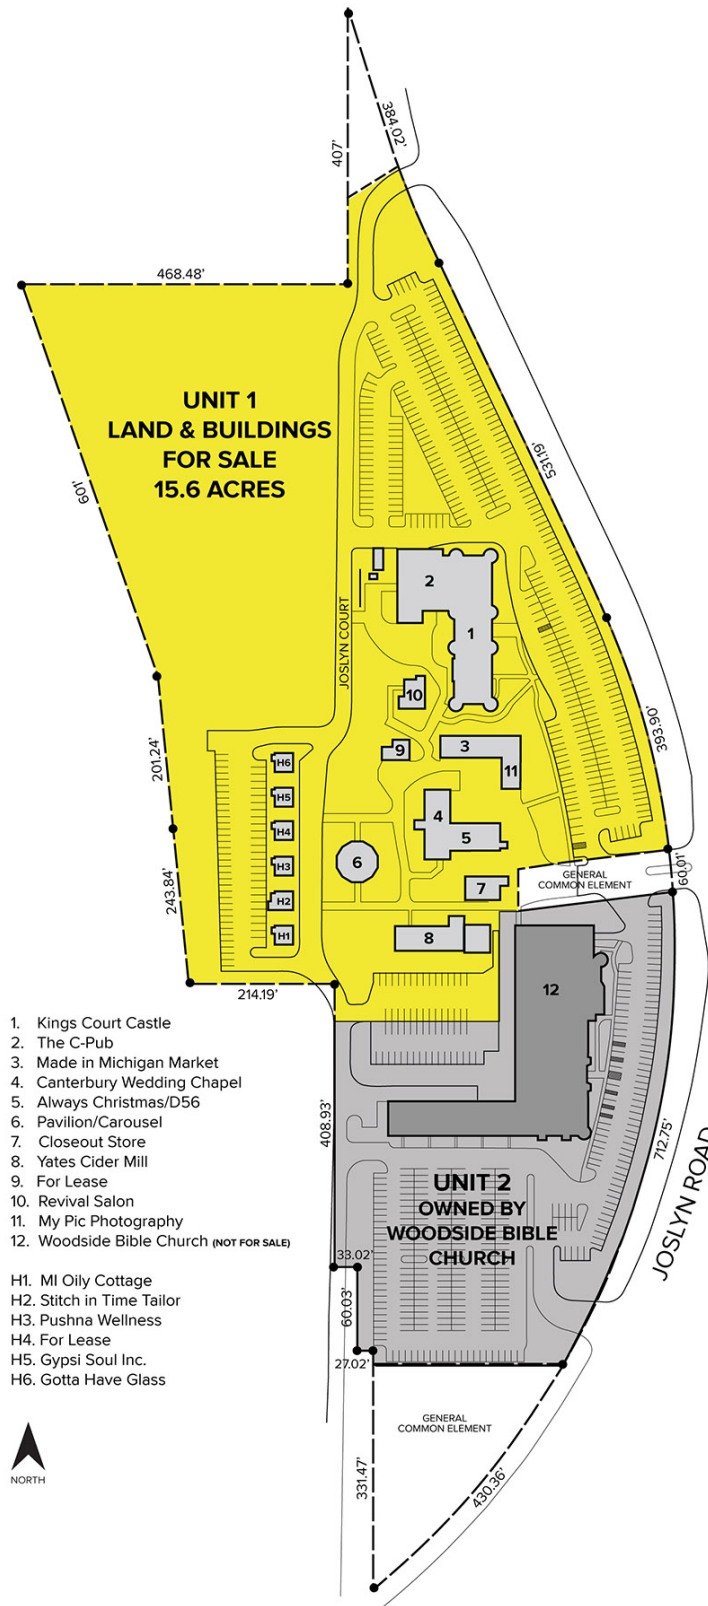 384.02'
407'
468.48'
UNIT 1
LAND & BUILDINGS
FOR SALE
15.6 ACRES
601'
531.19'
2
1
JOSLYN COURT
10
393.90'
3
9
11
201.24'
H6
H5
H4
H3
H2
H1
4
5
6
7
8
GENERAL
COMMON ELEMENT
60.01'
243.84'
214.19'
12
1. Kings Court Castle
2. The C-Pub
3. Made in Michigan Market
4. Canterbury Wedding Chapel
5. Always Christmas/D56
6. Pavilion/Carousel
7. Closeout Store
8. Yates Cider Mill
9. For Lease
10. Revival Salon
11. My Pic Photography
12. Woodside Bible Church (NOT FOR SALE)
H1. MI Oily Cottage
H2. Stitch in Time Tailor
H3. Pushna Wellness
H4. For Lease
H5. Gypsi Soul Inc.
H6. Gotta Have Glass
408.93'
712.75'
JOSLYN ROAD
UNIT 2
OWNED BY
WOODSIDE BIBLE
CHURCH
33.02'
60.03'
27.02'
GENERAL
COMMON ELEMENT
331.47'
430.36'
NORTH